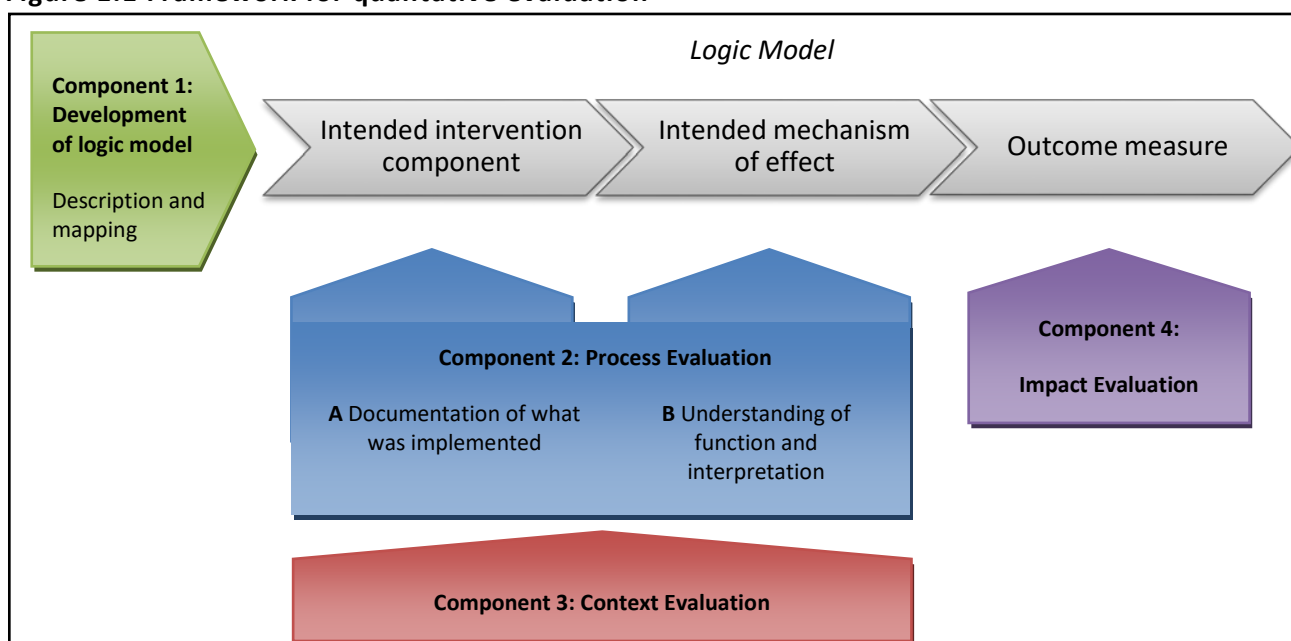 Logic Model
Component 1:
Development
of logic model
Description and
mapping
Intended intervention
component
Intended mechanism
of effect
Outcome measure
Component 2: Process Evaluation
A Documentation of what
was implemented
B Understanding of
function and
interpretation
Component 4:
Impact Evaluation
Component 3: Context Evaluation